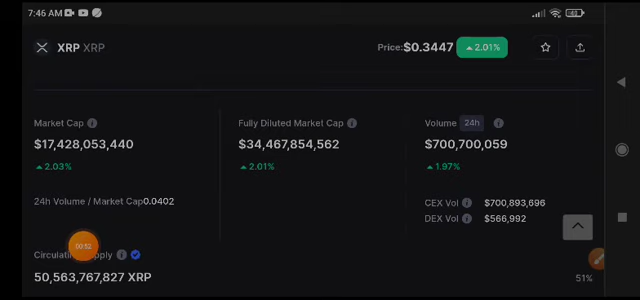 7:46 AM
XRP XRP
Price:$0.3447 2.01%
Market Cap Fully Diluted Market Cap Volume 24h
$17,428,053,440 $34,467,854,562 $700,700,059
2.03% 2.01% 1.97%
24h Volume / Market Cap0.0402
CEX Vol $700,893,696
DEX Vol $566,992
00:52
50,563,767,827 XRP
51%